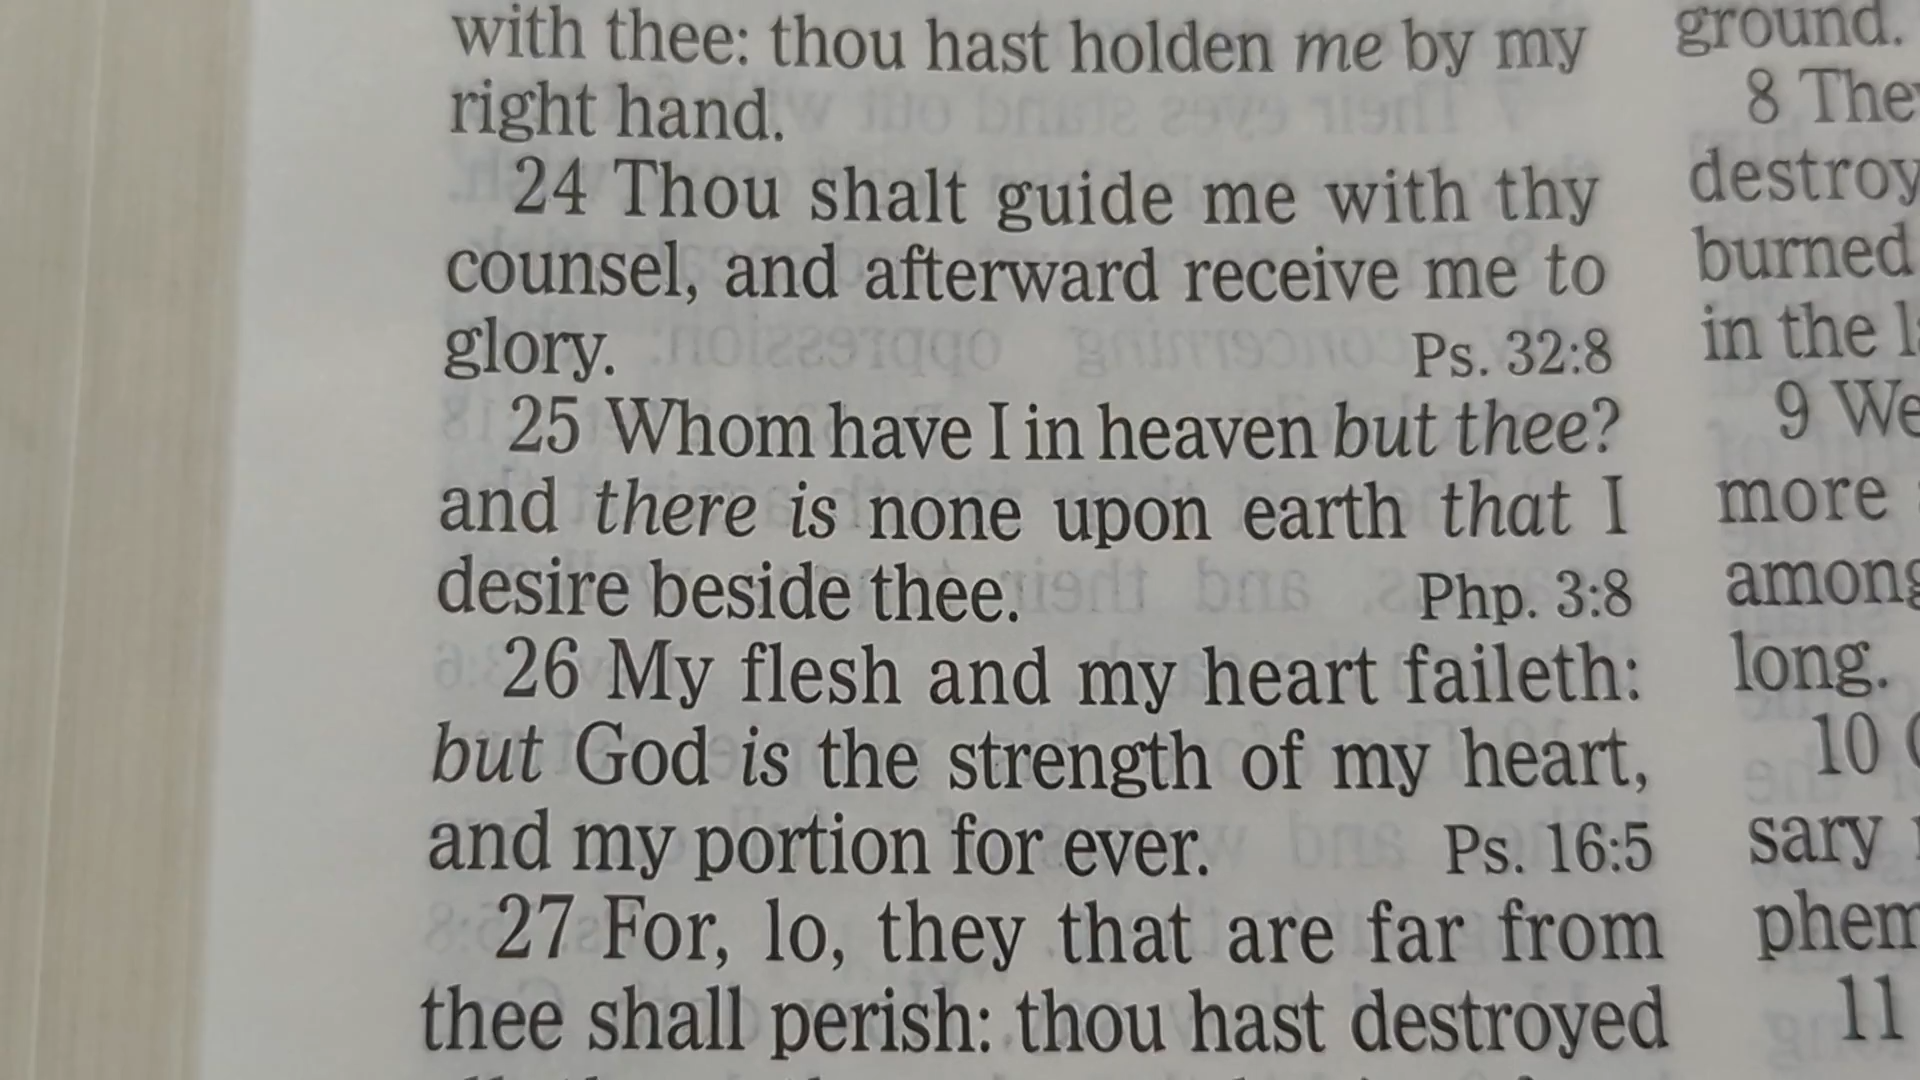 with thee: thou hast holden me by my
right hand.
24 Thou shalt guide me with thy
counsel, and afterward receive me to
glory. Ps. 32:8
25 Whom have I in heaven but thee?
and there is none upon earth that I
desire beside thee. Php. 3:8
26 My flesh and my heart faileth:
but God is the strength of my heart,
and my portion for ever. Ps. 16:5
27 For, lo, they that are far from
thee shall perish: thou hast destroyed
ground.
8
destroy
burned
in the
9
more
among
long.
10
sary
11